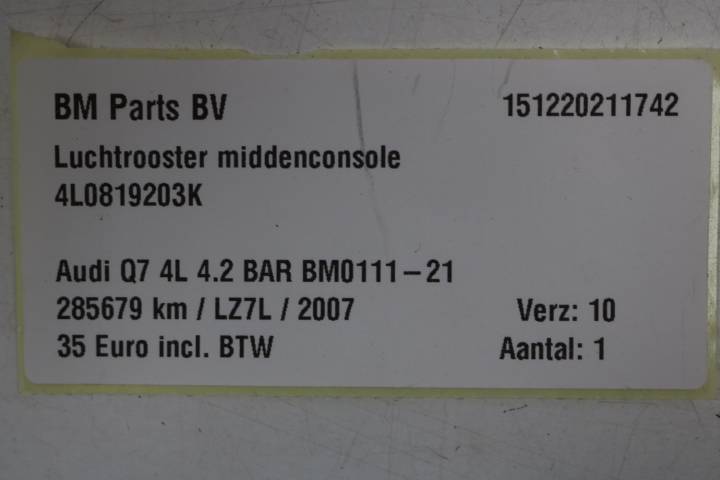 BM Parts BV 151220211742
Luchtrooster middenconsole
4L0819203K
Audi Q7 4L 4.2 BAR BM0111-21
285679 km / LZ7L / 2007 Verz: 10
35 Euro incl. BTW Aantal: 1